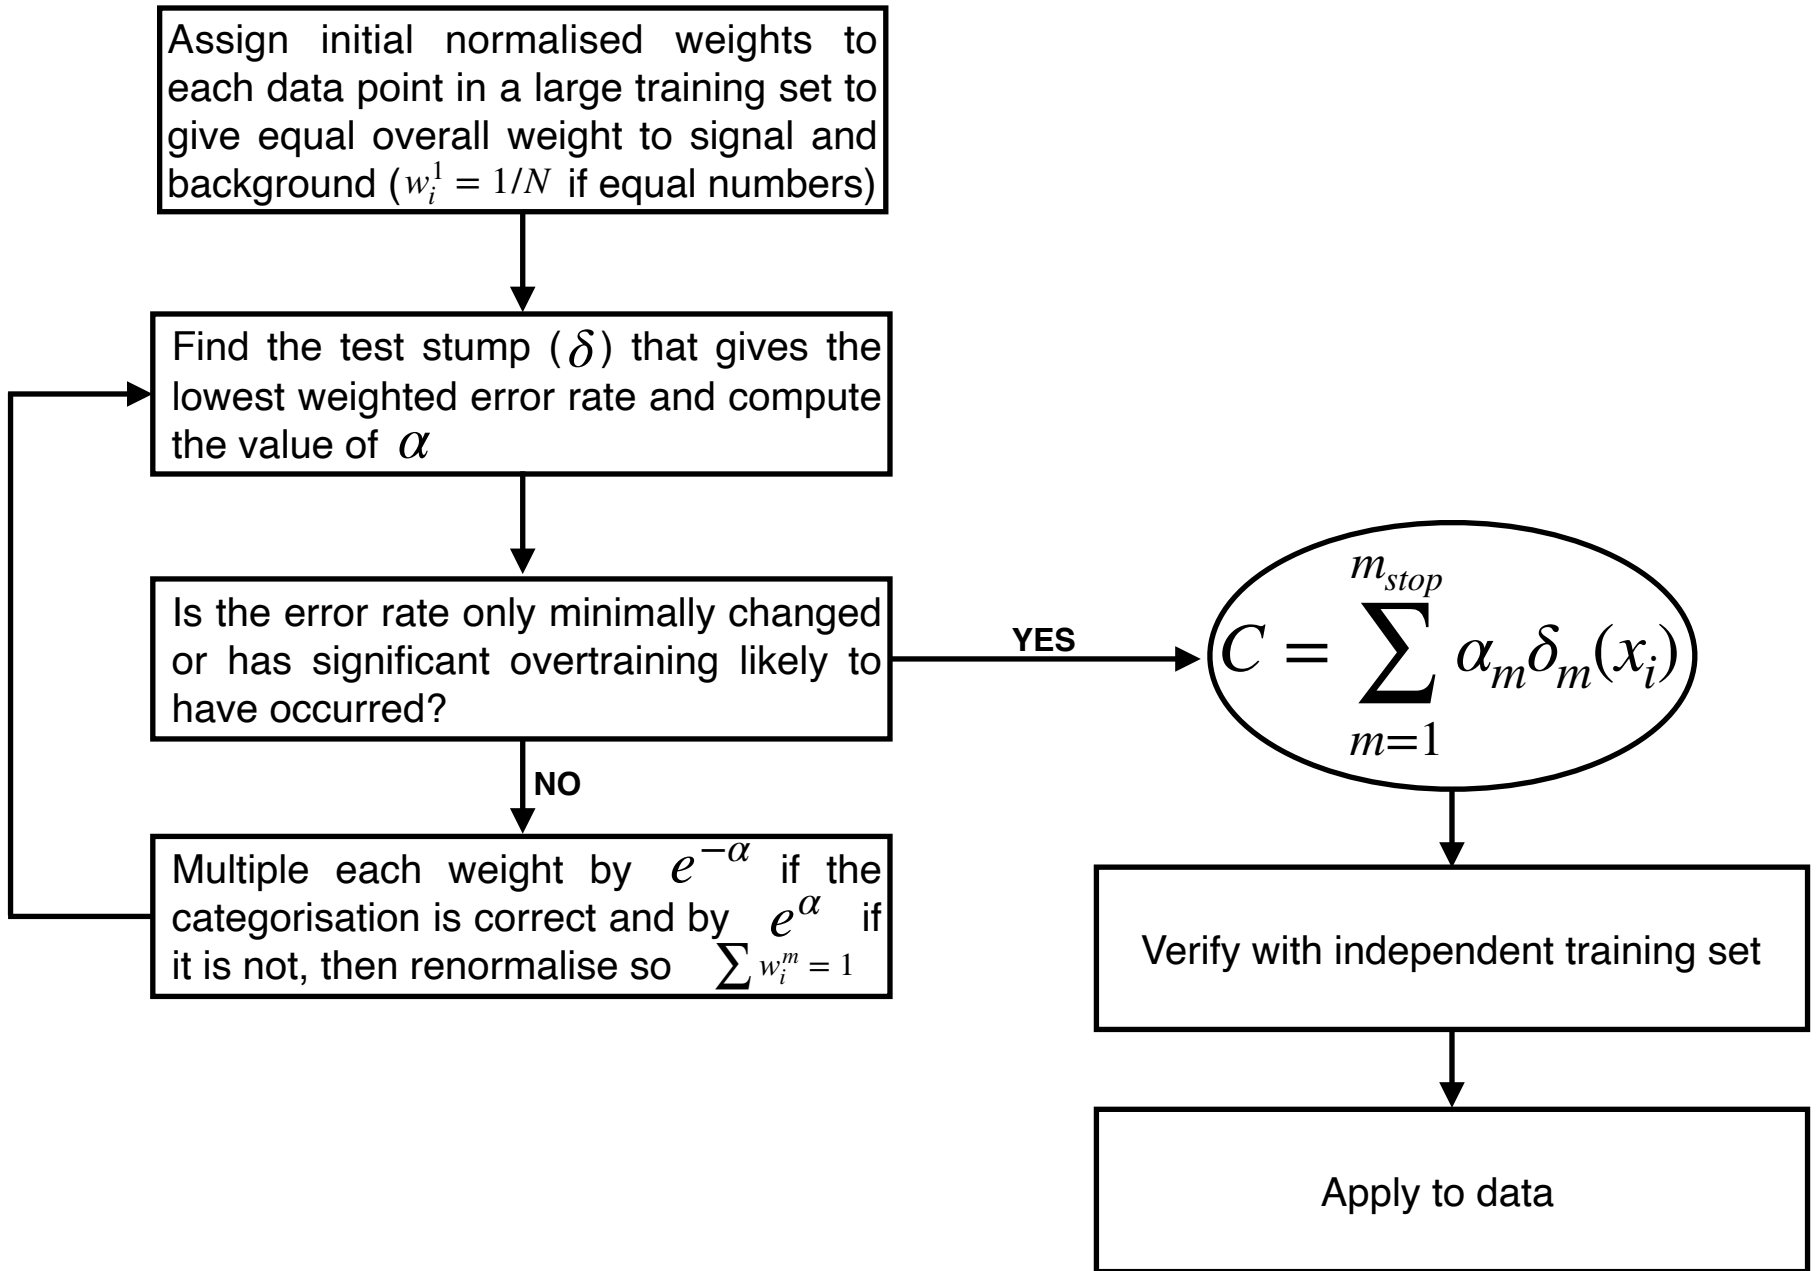 Assign initial normalised weights to
each data point in a large training set to
give equal overall weight to signal and
background (w_i^1 = 1/N if equal numbers)
Find the test stump (δ) that gives the
lowest weighted error rate and compute
the value of α
Is the error rate only minimally changed
or has significant overtraining likely to
have occurred?
YES
NO
Multiple each weight by e^{−α} if the
categorisation is correct and by e^α if
it is not, then renormalise so ∑ w_i^m = 1
C = ∑_{m=1}^{m_{stop}} α_m δ_m(x_i)
Verify with independent training set
Apply to data